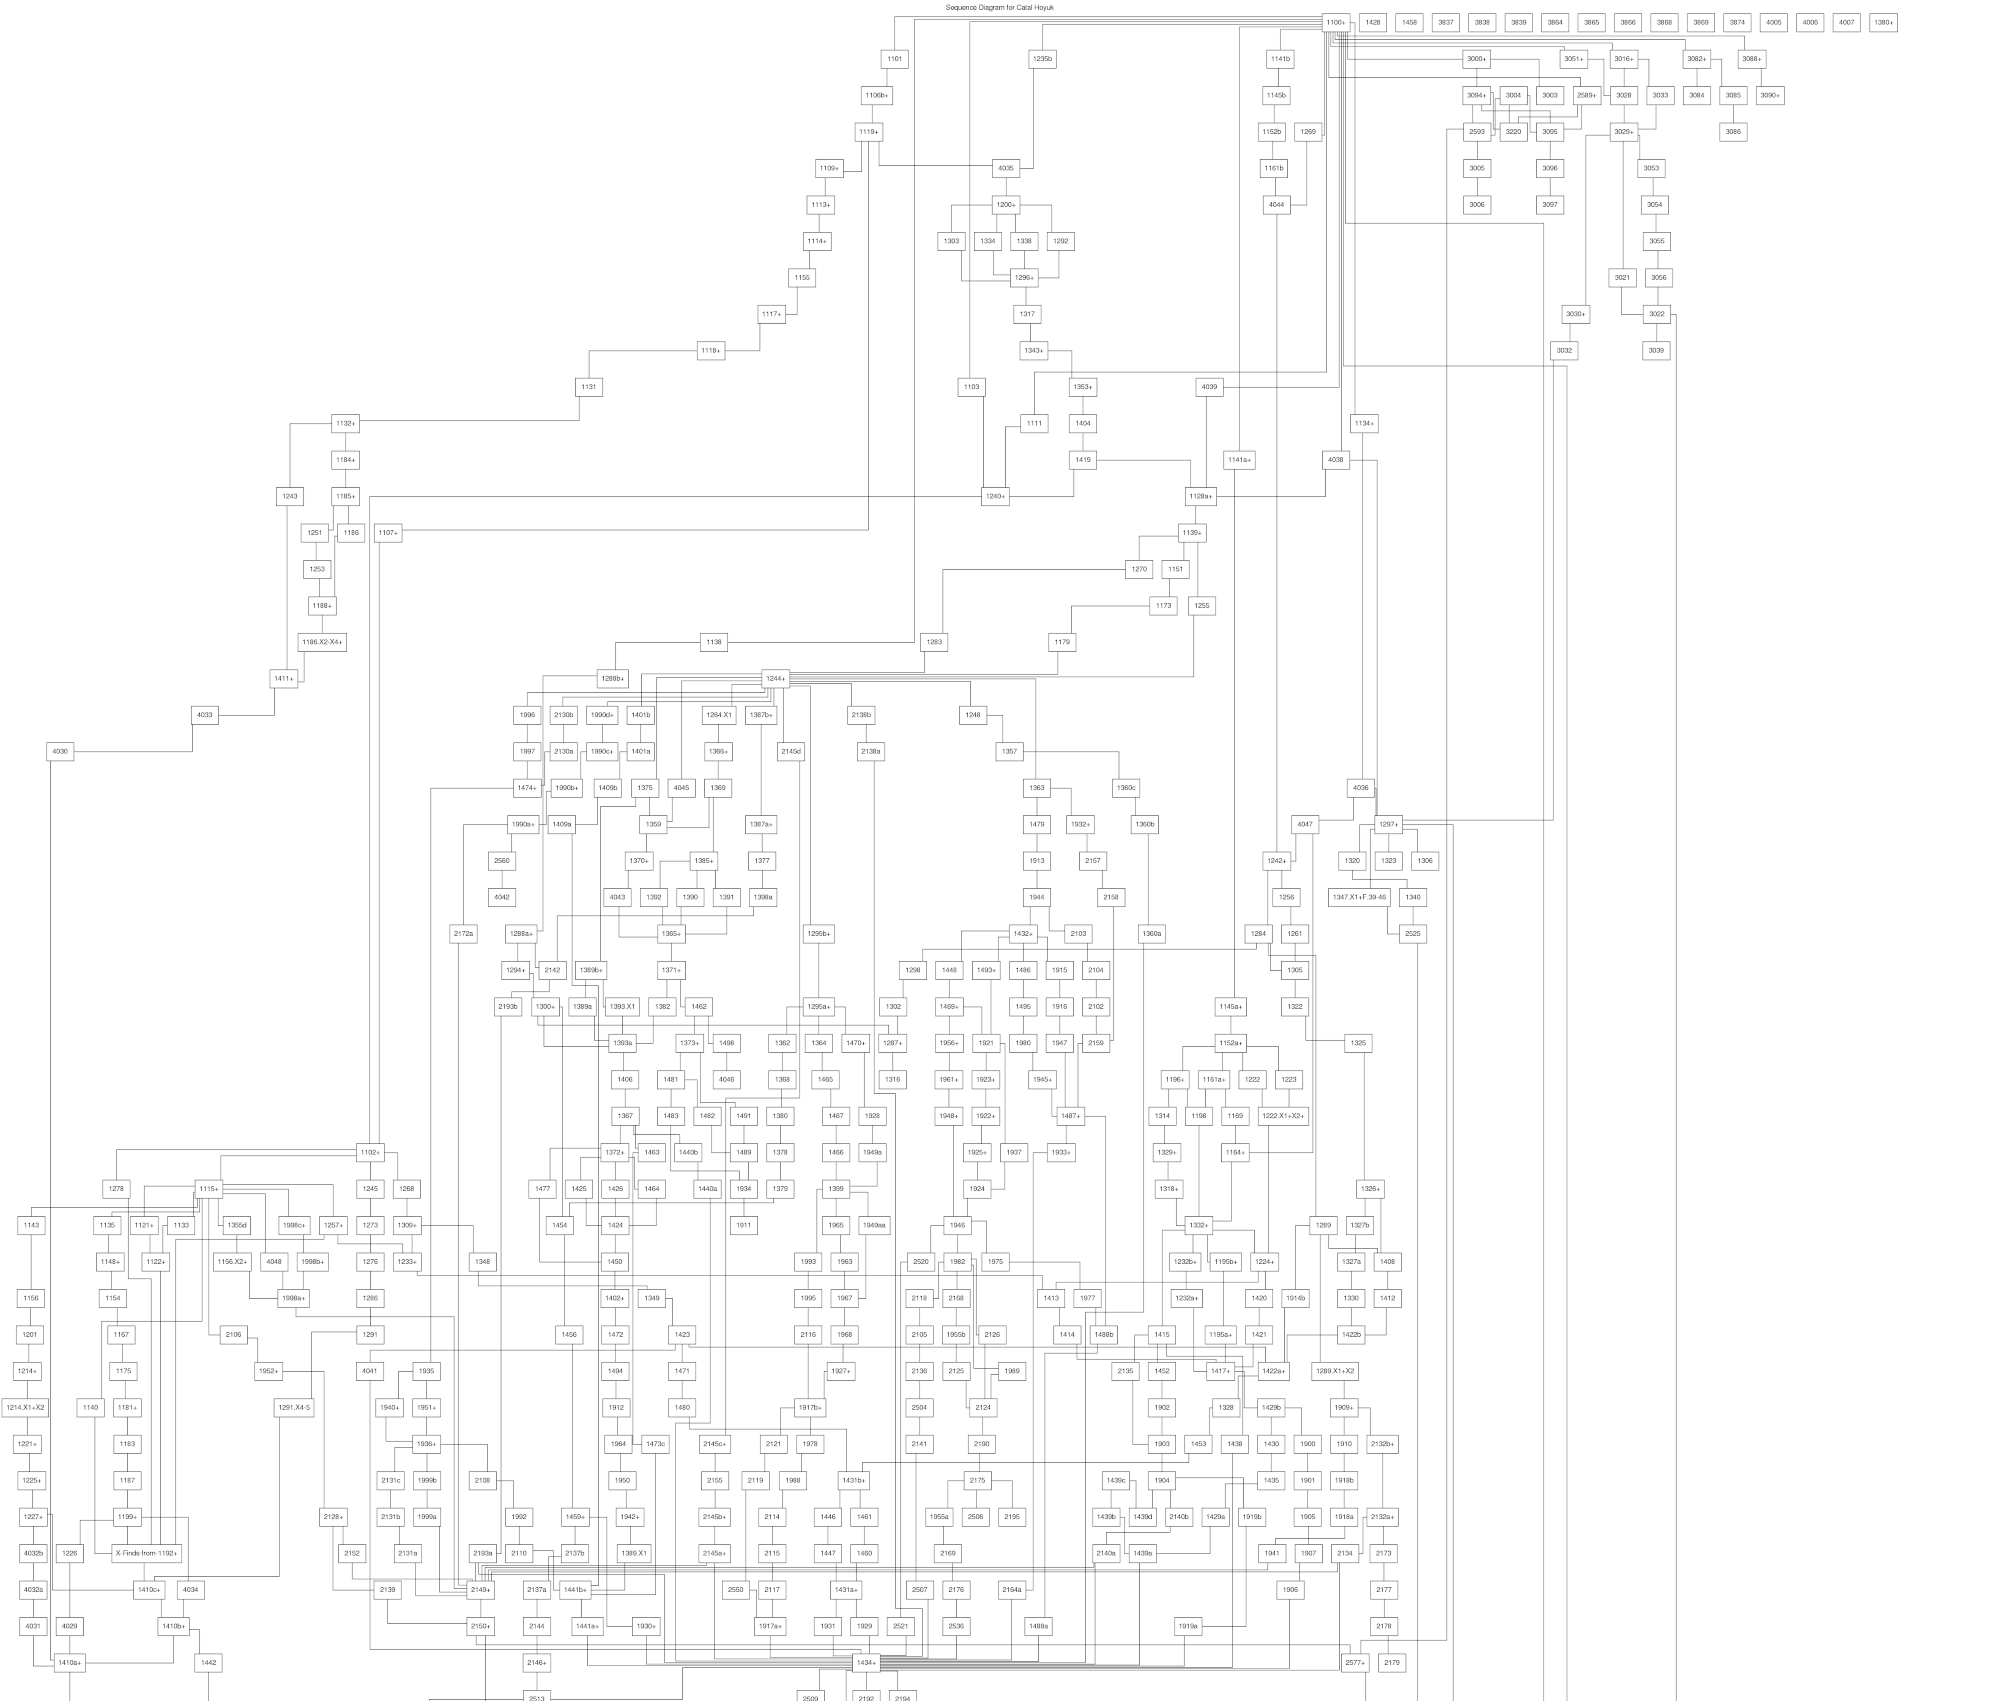 Sequence Diagram for Catal Hoyuk
1100+ 1428 1458 3837 3838 3839 3864 3865 3866 3868 3869 3874 4005 4006 4007 1380+
1101 1235b 1141b 3000+ 3051+ 3016+ 3082+ 3088+
1106b+ 1145b 3094+ 3004 3003 2589+ 3028 3033 3084 3085 3090+
1119+ 1152b 1269 2593 3220 3095 3029+ 3086
1109+ 4035 1161b 3005 3096 3053
1113+ 1200+ 4044 3006 3097 3054
1114+ 1303 1334 1338 1292 3055
1155 1296+ 3021 3056
1117+ 1317 3030+ 3022
1118+ 1343+ 3032 3039
1131 1103 1353+ 4039
1132+ 1111 1404 1134+
1184+ 1419 1141a+ 4038
1243 1185+ 1240+ 1128a+
1251 1186 1107+ 1139+
1253 1270 1151
1188+ 1173 1255
1186.X2-X4+ 1138 1283 1179
1411+ 1288b+ 1244+
4033 1996 2130b 1990d+ 1401b 1264.X1 1387b+ 2138b 1248
4030 1997 2130a 1990c+ 1401a 1366+ 2145d 2138a 1357
1474+ 1990b+ 1409b 1375 4045 1369 1363 1360c 4036
1990a+ 1409a 1359 1387a+ 1479 1932+ 1360b 4047 1297+
2560 1370+ 1385+ 1377 1913 2157 1242+ 1320 1323 1306
4042 4043 1392 1390 1391 1398a 1944 2158 1256 1347.X1+F.39-46 1340
2172a 1288a+ 1365+ 1295b+ 1432+ 2103 1360a 1284 1261 2525
1294+ 2142 1389b+ 1371+ 1298 1448 1493+ 1486 1915 2104 1305
2193b 1300+ 1389a 1393.X1 1382 1462 1295a+ 1302 1469+ 1495 1916 2102 1145a+ 1322
1393a 1373+ 1498 1362 1364 1470+ 1287+ 1956+ 1921 1980 1947 2159 1152a+ 1325
1406 1481 4046 1368 1465 1316 1961+ 1923+ 1945+ 1196+ 1161a+ 1222 1223
1367 1483 1482 1491 1380 1467 1928 1948+ 1922+ 1487+ 1314 1198 1169 1222.X1+X2+
1102+ 1372+ 1463 1440b 1489 1378 1466 1949a 1925+ 1937 1933+ 1329+ 1164+
1278 1115+ 1245 1268 1477 1425 1426 1464 1440a 1934 1379 1399 1924 1318+ 1326+
1143 1135 1121+ 1133 1355d 1998c+ 1257+ 1273 1309+ 1454 1424 1911 1965 1949aa 1946 1332+ 1289 1327b
1148+ 1122+ 1156.X2+ 4048 1998b+ 1276 1233+ 1348 1450 1993 1963 2520 1982 1975 1232b+ 1195b+ 1224+ 1327a 1408
1156 1154 1998a+ 1286 1402+ 1349 1995 1967 2118 2168 1413 1977 1232a+ 1420 1914b 1330 1412
1201 1167 2106 1291 1456 1472 1423 2116 1968 2105 1955b 2126 1414 1488b 1415 1195a+ 1421 1422b
1214+ 1175 1952+ 4041 1935 1494 1471 1927+ 2136 2125 1989 2135 1452 1417+ 1422a+ 1289.X1+X2
1214.X1+X2 1140 1181+ 1291.X4-5 1940+ 1951+ 1912 1480 1917b+ 2504 2124 1902 1328 1429b 1909+
1221+ 1183 1936+ 1964 1473c 2145c+ 2121 1978 2141 2190 1903 1453 1438 1430 1900 1910 2132b+
1225+ 1187 2131c 1999b 2108 1950 2155 2119 1988 1431b+ 2175 1439c 1904 1435 1901 1918b
1227+ 1199+ 2128+ 2131b 1999a 1992 1459+ 1942+ 2145b+ 2114 1446 1461 1955a 2506 2195 1439b 1439d 2140b 1429a 1919b 1905 1918a 2132a+
4032b 1226 X-Finds-from-1192+ 2152 2131a 2193a 2110 2137b 1389.X1 2145a+ 2115 1447 1460 2169 2140a 1439a 1941 1907 2134 2173
4032a 1410c+ 4034 2139 2149+ 2137a 1441b+ 2550 2117 1431a+ 2507 2176 2164a 1906 2177
4031 4029 1410b+ 2150+ 2144 1441a+ 1930+ 1917a+ 1931 1929 2521 2536 1488a 1919a 2178
1410a+ 1442 2146+ 1434+ 2577+ 2179
2513 2509 2192 2194